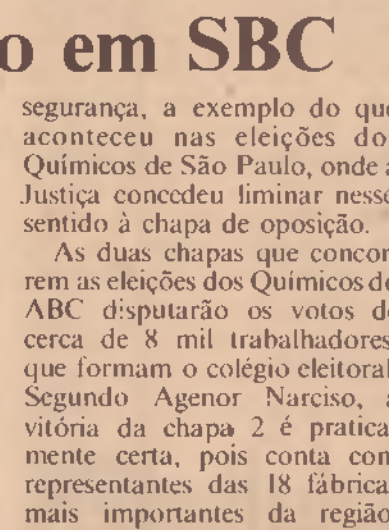 o em SBC
segurança, a exemplo do que
aconteceu nas eleições do
Químicos de São Paulo, onde a
Justiça concedeu liminar nesse
sentido à chapa de oposição.
As duas chapas que concor
rem as eleições dos Químicos de
ABC disputarão os votos de
cerca de 8 mil trabalhadores
que formam o colégio eleitoral
Segundo Agenor Narciso, a
vitória da chapa 2 é pratica
mente certa, pois conta com
representantes das 18 fábrica
mais importantes da região